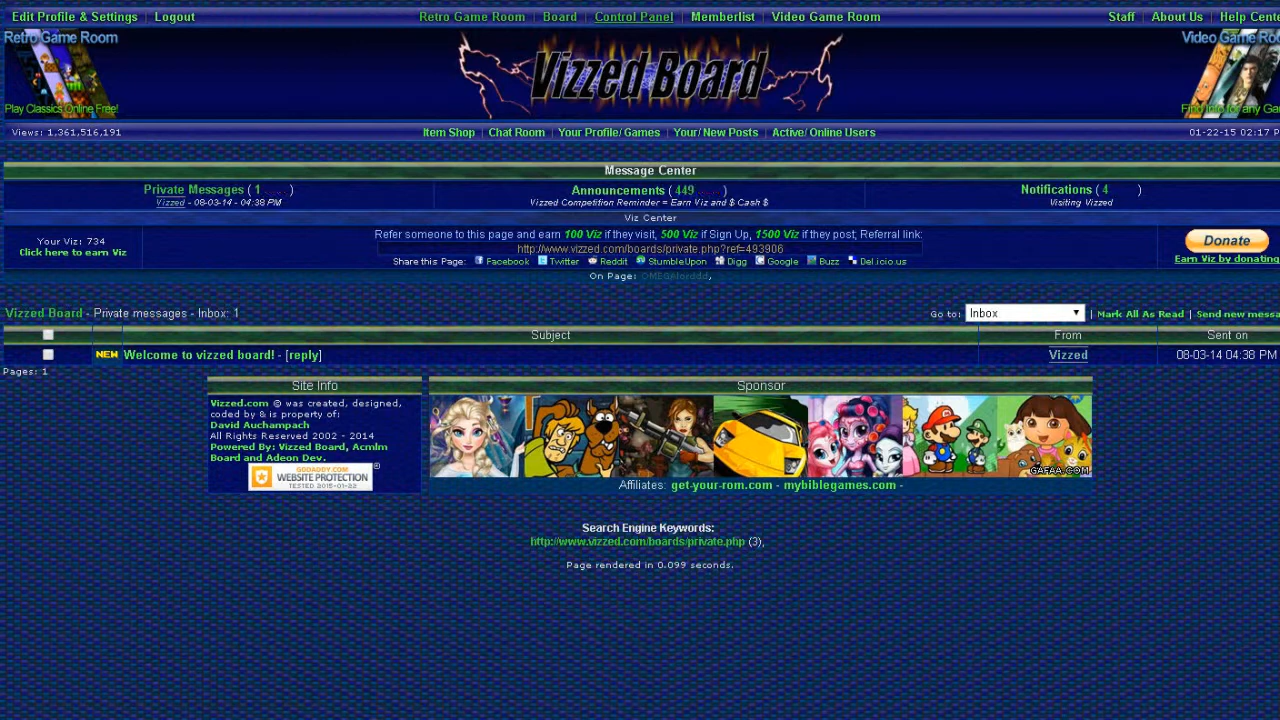 Edit Profile & Settings | Logout
Retro Game Room | Board | Control Panel | Memberlist | Video Game Room
Staff | About Us | Help
Retro Game Room
Play Classics Online Free!
Vizzed Board
Video Game
Find Info for any
Views: 1,361,516,191
Item Shop | Chat Room | Your Profile/Games | Your/New Posts | Active/Online Users
01-22-15 02:17
Message Center
Private Messages ( 1 )
Vizzed - 08-03-14 - 04:38 PM
Announcements ( 449 )
Vizzed Competition Reminder = Earn Viz and $ Cash $
Notifications ( 4 )
Visiting Vizzed
Viz Center
Your Viz: 734
Click here to earn Viz
Refer someone to this page and earn 100 Viz if they visit, 500 Viz if Sign Up, 1500 Viz if they post; Referral link:
http://www.vizzed.com/boards/private.php?ref=493906
Share this Page: Facebook Twitter Reddit StumbleUpon Digg Google Buzz Del.icio.us
Donate
Earn Viz by donating
On Page: OMEGAlorddd,
Vizzed Board - Private messages - Inbox: 1
Go to: Inbox | Mark All As Read | Send new
Subject From Sent on
NEW Welcome to vizzed board! - [reply] Vizzed 08-03-14 04:38 PM
Pages: 1
Site Info
Vizzed.com © was created, designed,
coded by & is property of:
David Auchampach
All Rights Reserved 2002 - 2014
Powered By: Vizzed Board, Acmlm
Board and Adeon Dev.
GODADDY.COM
WEBSITE PROTECTION
TESTED 2015-01-22
®
Sponsor
GAFAA.COM
Affiliates: get-your-rom.com - mybiblegames.com -
Search Engine Keywords:
http://www.vizzed.com/boards/private.php (3),
Page rendered in 0.099 seconds.